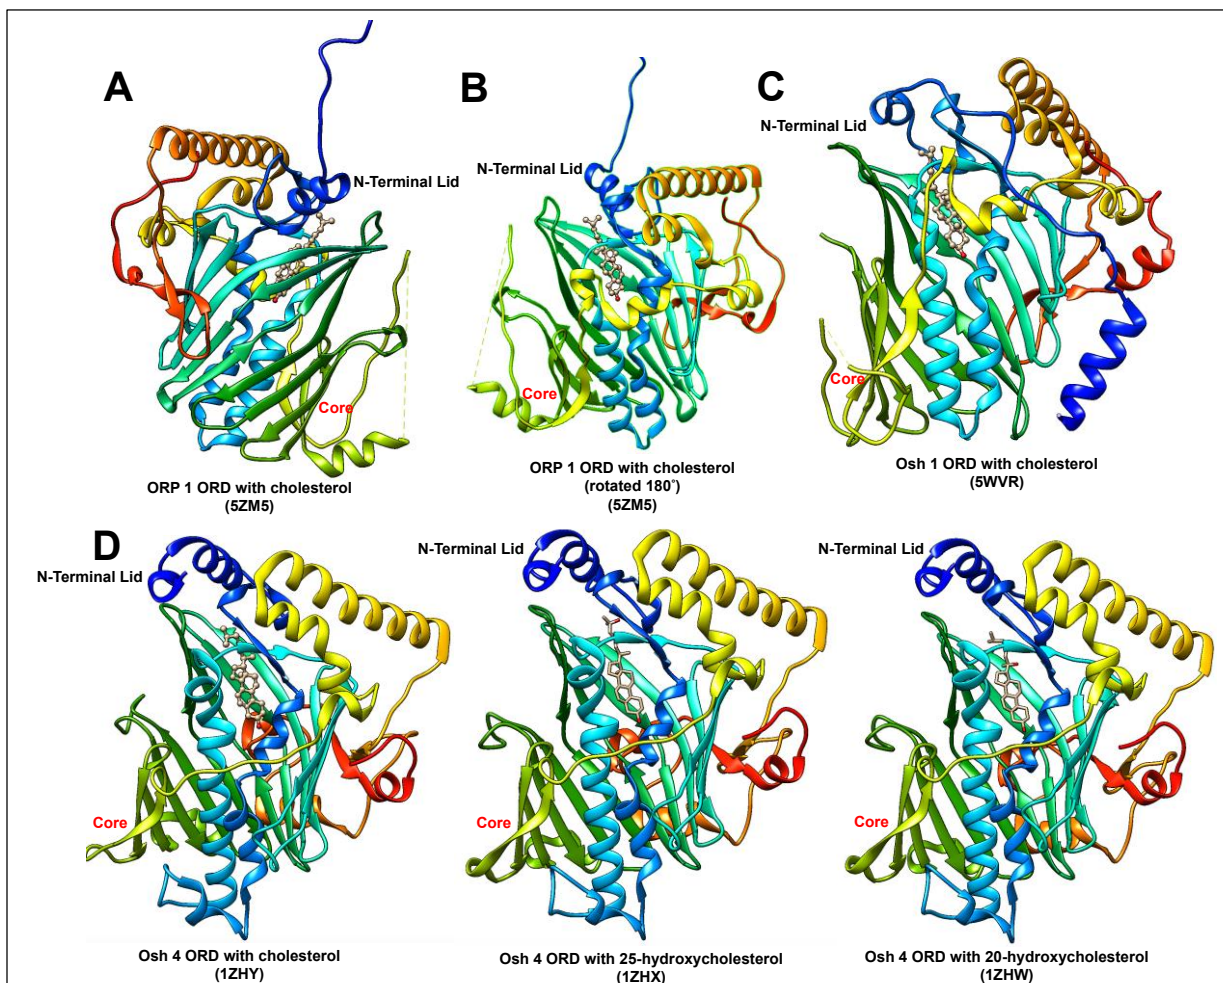 A
N-Terminal Lid
Core
ORP 1 ORD with cholesterol
(5ZM5)
B
N-Terminal Lid
Core
ORP 1 ORD with cholesterol
(rotated 180˚)
(5ZM5)
C
N-Terminal Lid
Core
Osh 1 ORD with cholesterol
(5WVR)
D
N-Terminal Lid
Core
Osh 4 ORD with cholesterol
(1ZHY)
N-Terminal Lid
Core
Osh 4 ORD with 25-hydroxycholesterol
(1ZHX)
N-Terminal Lid
Core
Osh 4 ORD with 20-hydroxycholesterol
(1ZHW)